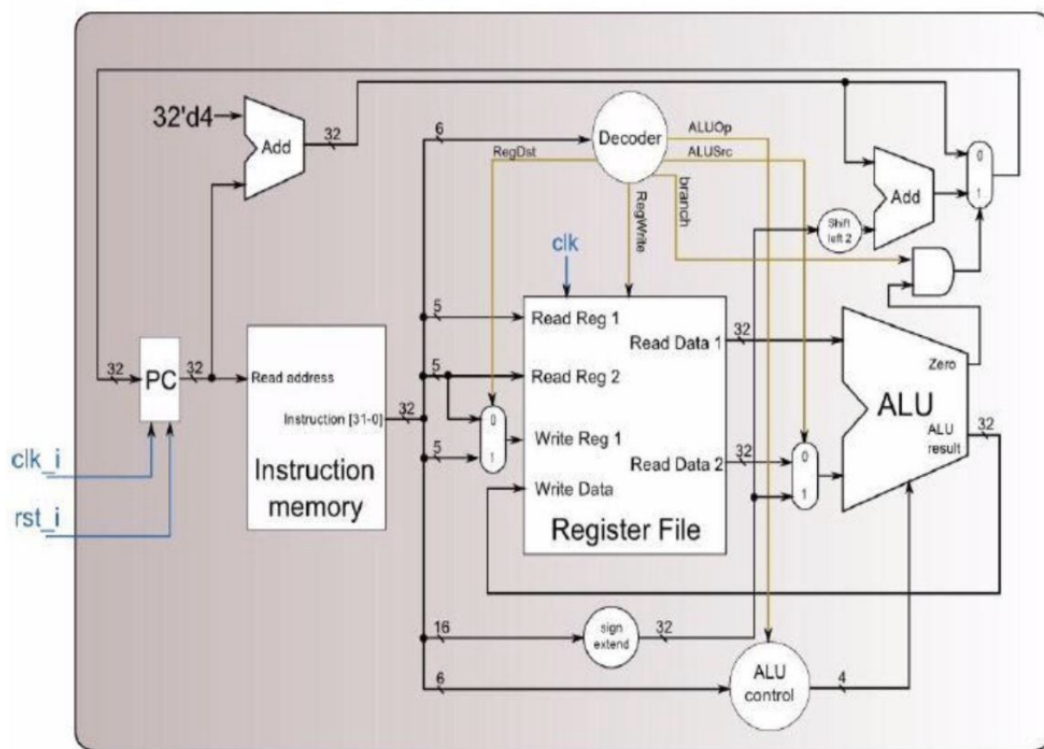 32'd4
Add
32
6
Decoder
ALUOp
RegDst
ALUSrc
RegWrite
branch
Shift
left 2
Add
0
1
clk
5
Read Reg 1
Read Data 1
32
32
PC
32
Read address
Instruction [31-0]
32
Instruction
memory
5
Read Reg 2
0
1
5
Write Reg 1
Read Data 2
32
Write Data
Register File
0
1
Zero
ALU
ALU
result
32
clk_i
rst_i
16
sign
extend
32
6
ALU
control
4